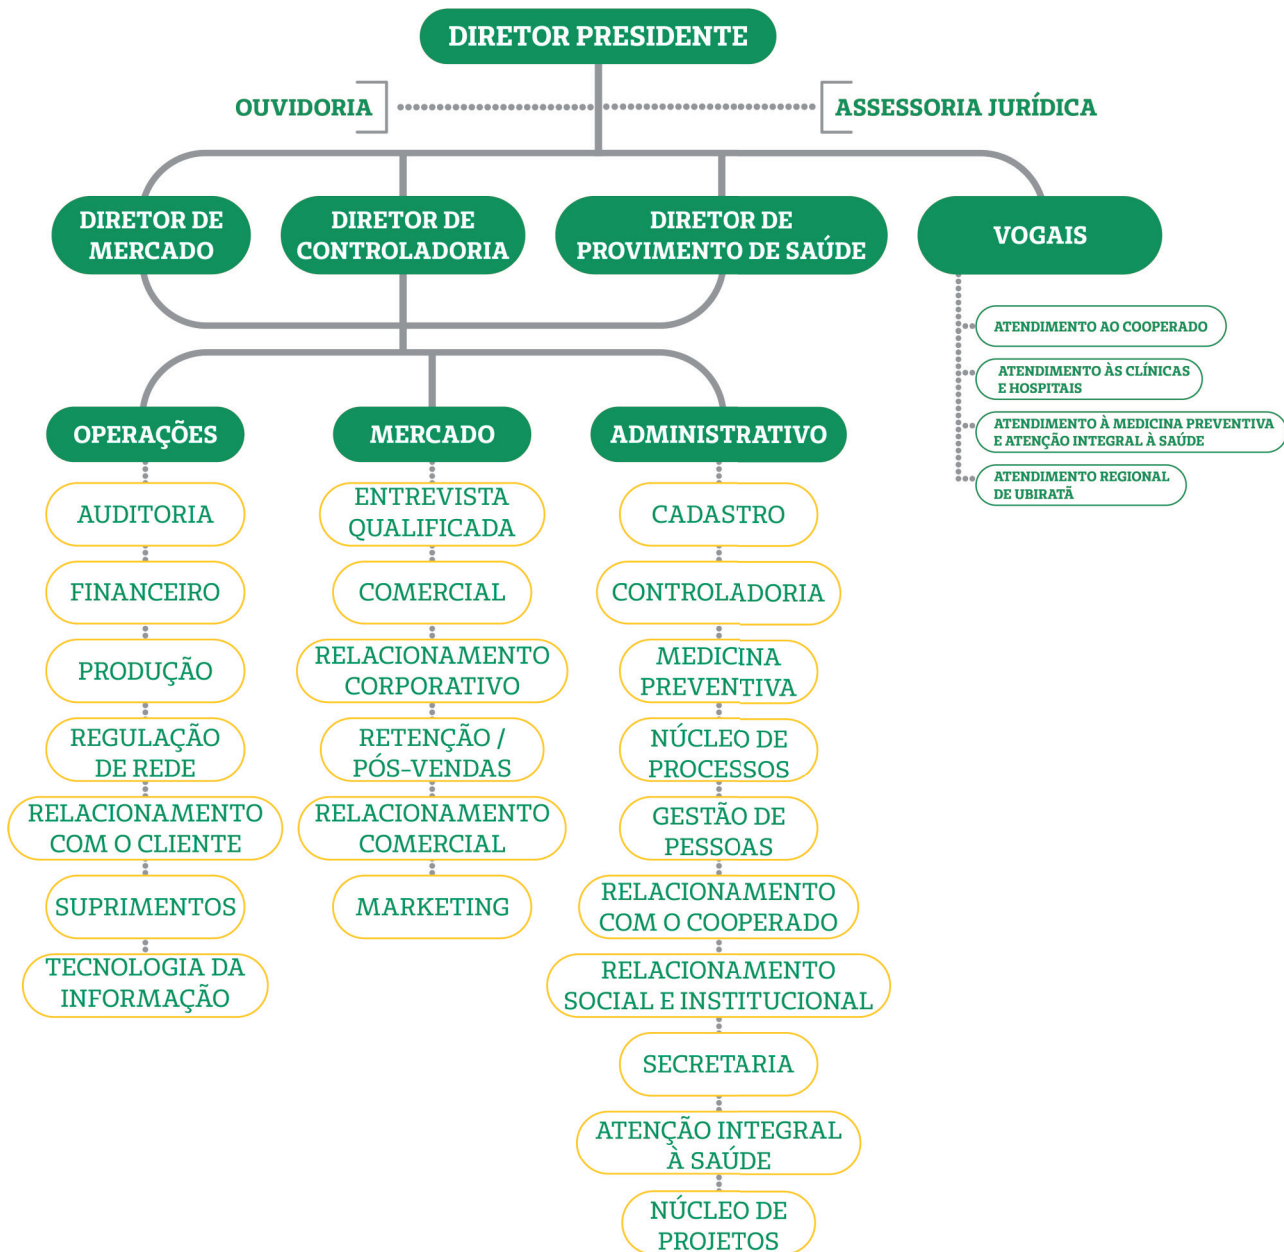 DIRETOR PRESIDENTE
OUVIDORIA
ASSESSORIA JURÍDICA
DIRETOR DE
MERCADO
DIRETOR DE
CONTROLADORIA
DIRETOR DE
PROVIMENTO DE SAÚDE
VOGAIS
ATENDIMENTO AO COOPERADO
ATENDIMENTO ÀS CLÍNICAS
E HOSPITAIS
ATENDIMENTO À MEDICINA PREVENTIVA
E ATENÇÃO INTEGRAL À SAÚDE
ATENDIMENTO REGIONAL
DE UBIRATÃ
OPERAÇÕES
AUDITORIA
FINANCEIRO
PRODUÇÃO
REGULAÇÃO
DE REDE
RELACIONAMENTO
COM O CLIENTE
SUPRIMENTOS
TECNOLOGIA DA
INFORMAÇÃO
MERCADO
ENTREVISTA
QUALIFICADA
COMERCIAL
RELACIONAMENTO
CORPORATIVO
RETENÇÃO /
PÓS-VENDAS
RELACIONAMENTO
COMERCIAL
MARKETING
ADMINISTRATIVO
CADASTRO
CONTROLADORIA
MEDICINA
PREVENTIVA
NÚCLEO DE
PROCESSOS
GESTÃO DE
PESSOAS
RELACIONAMENTO
COM O COOPERADO
RELACIONAMENTO
SOCIAL E INSTITUCIONAL
SECRETARIA
ATENÇÃO INTEGRAL
À SAÚDE
NÚCLEO DE
PROJETOS